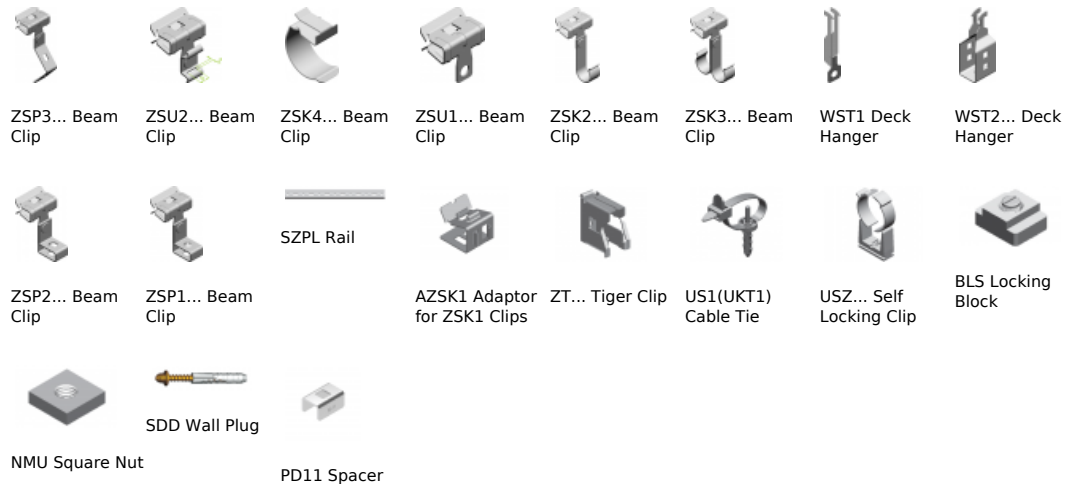 ZSP3... Beam
Clip
ZSU2... Beam
Clip
ZSK4... Beam
Clip
ZSU1... Beam
Clip
ZSK2... Beam
Clip
ZSK3... Beam
Clip
WST1 Deck
Hanger
WST2... Deck
Hanger
ZSP2... Beam
Clip
ZSP1... Beam
Clip
SZPL Rail
AZSK1 Adaptor
for ZSK1 Clips
ZT... Tiger Clip
US1(UKT1)
Cable Tie
USZ... Self
Locking Clip
BLS Locking
Block
NMU Square Nut
SDD Wall Plug
PD11 Spacer